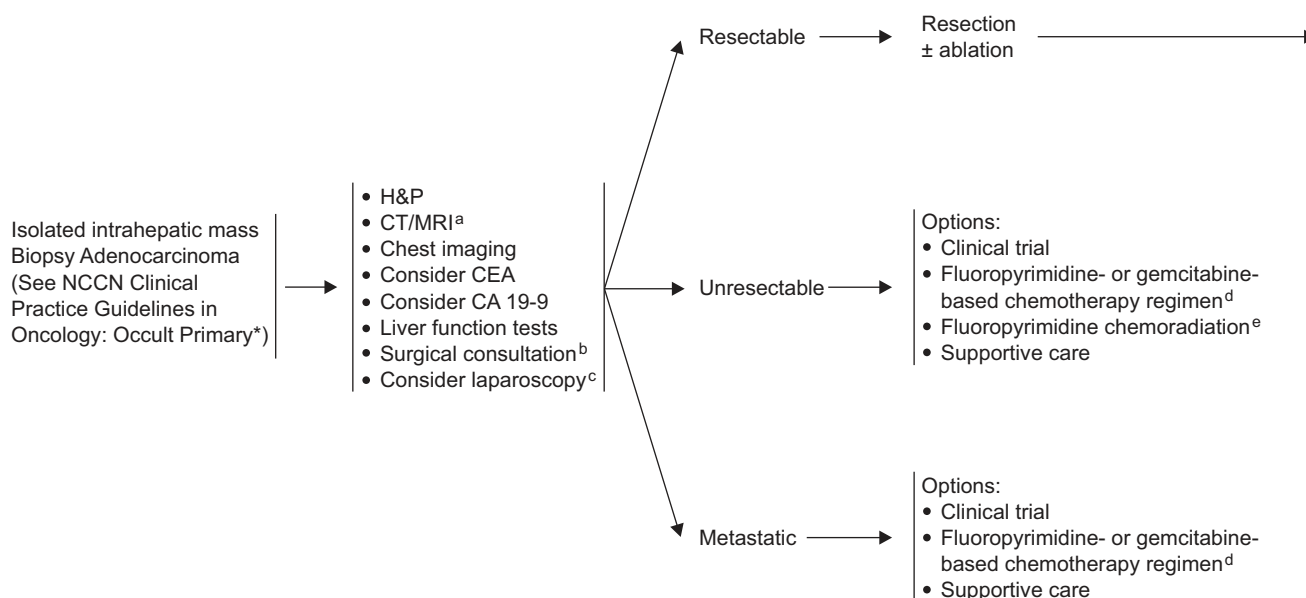 Isolated intrahepatic mass
Biopsy Adenocarcinoma
(See NCCN Clinical
Practice Guidelines in
Oncology: Occult Primary*)
• H&P
• CT/MRIᵃ
• Chest imaging
• Consider CEA
• Consider CA 19-9
• Liver function tests
• Surgical consultationᵇ
• Consider laparoscopyᶜ
Resectable
Resection
± ablation
Unresectable
Options:
• Clinical trial
• Fluoropyrimidine- or gemcitabine-
based chemotherapy regimenᵈ
• Fluoropyrimidine chemoradiationᵉ
• Supportive care
Metastatic
Options:
• Clinical trial
• Fluoropyrimidine- or gemcitabine-
based chemotherapy regimenᵈ
• Supportive care